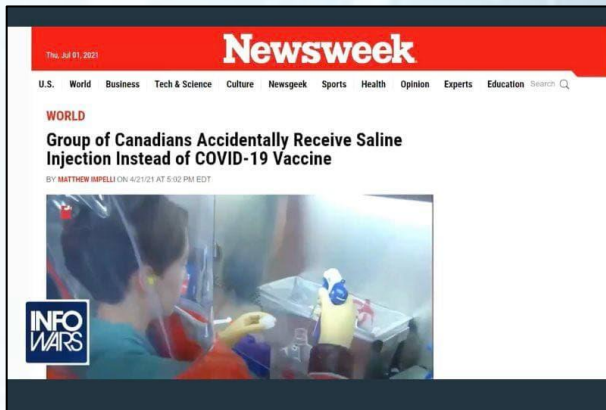 Thu, Jul 01, 2021
Newsweek
U.S. World Business Tech & Science Culture Newsgeek Sports Health Opinion Experts Education Search
WORLD
Group of Canadians Accidentally Receive Saline
Injection Instead of COVID-19 Vaccine
BY MATTHEW IMPELLI ON 4/21/21 AT 5:02 PM EDT
INFO
WARS